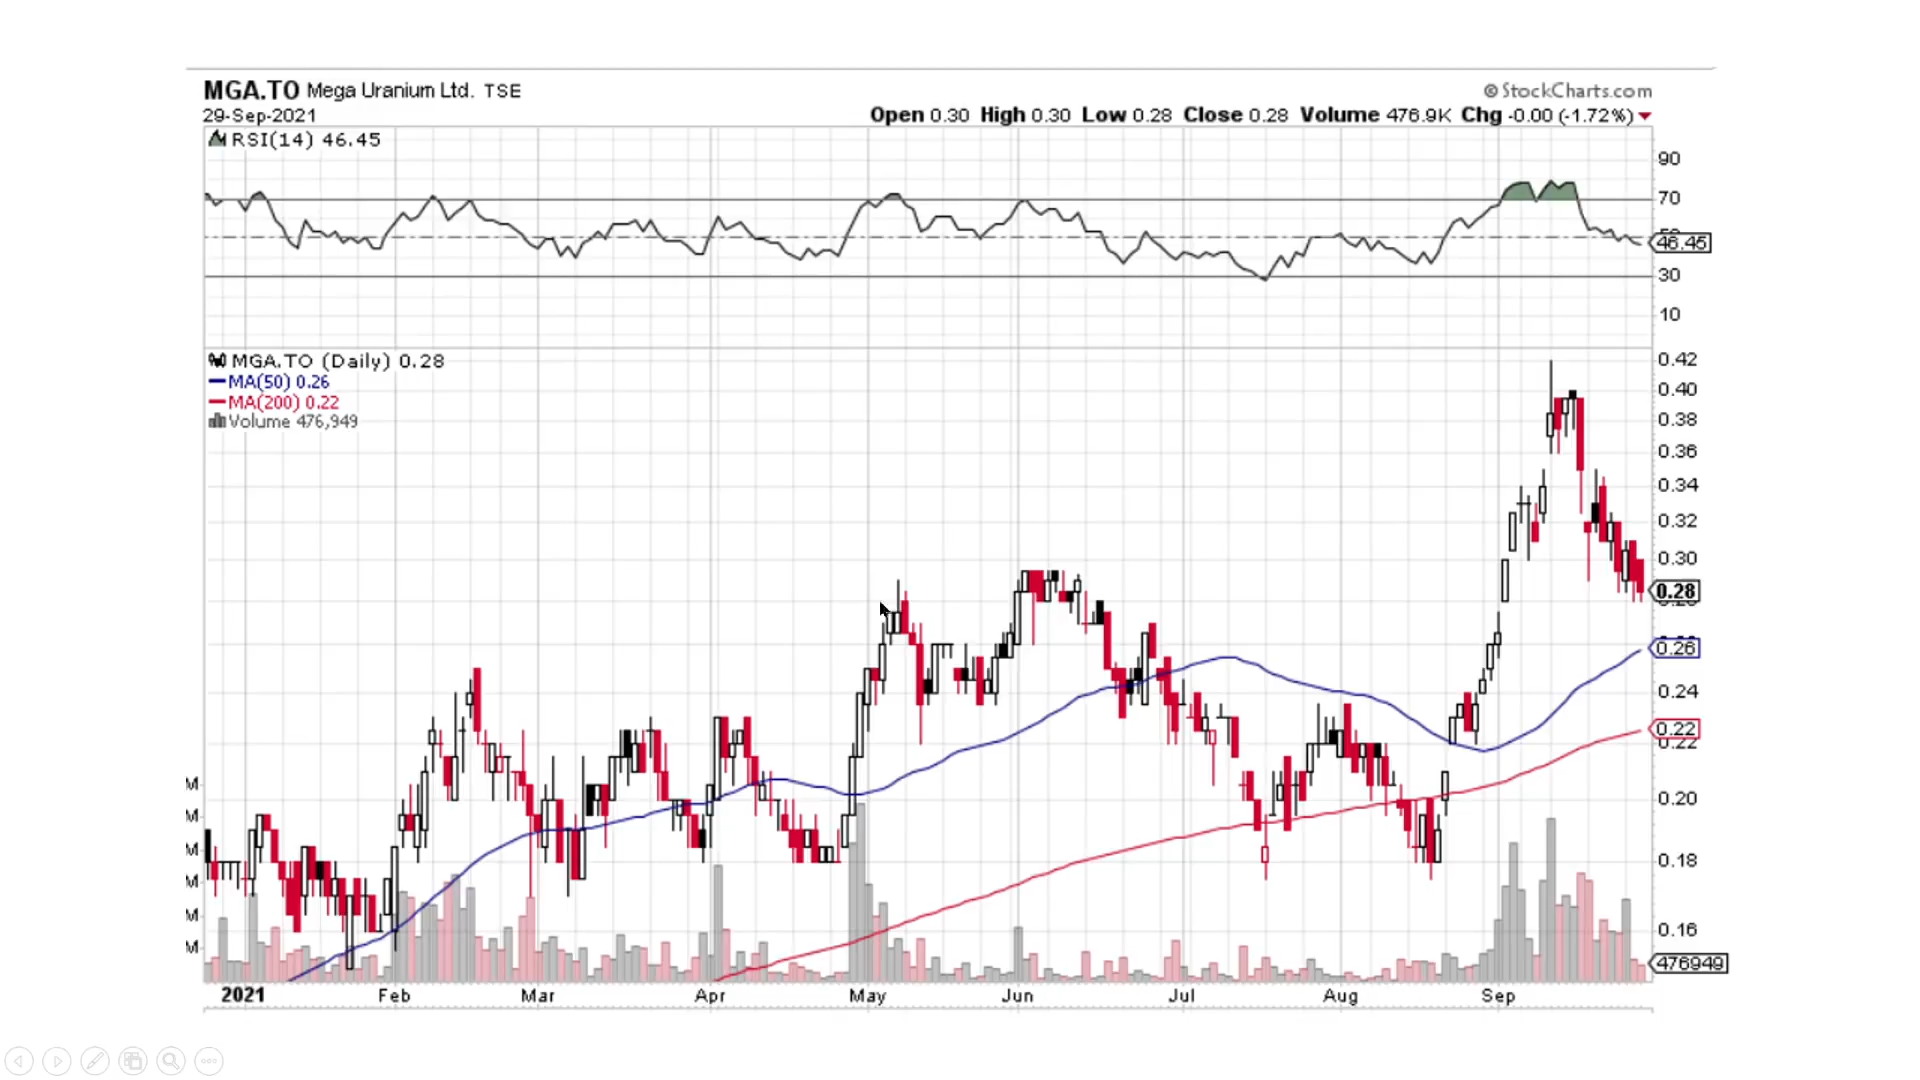 MGA.TO Mega Uranium Ltd. TSE
© StockCharts.com
29-Sep-2021
Open 0.30 High 0.30 Low 0.28 Close 0.28 Volume 476.9K Chg -0.00 (-1.72%)
RSI(14) 46.45
90
70
46.45
30
10
MGA.TO (Daily) 0.28
MA(50) 0.26
MA(200) 0.22
Volume 476,949
0.42
0.40
0.38
0.36
0.34
0.32
0.30
0.28
0.26
0.24
0.22
0.22
0.20
0.18
0.16
476949
M
M
M
M
M
M
2021 Feb Mar Apr May Jun Jul Aug Sep